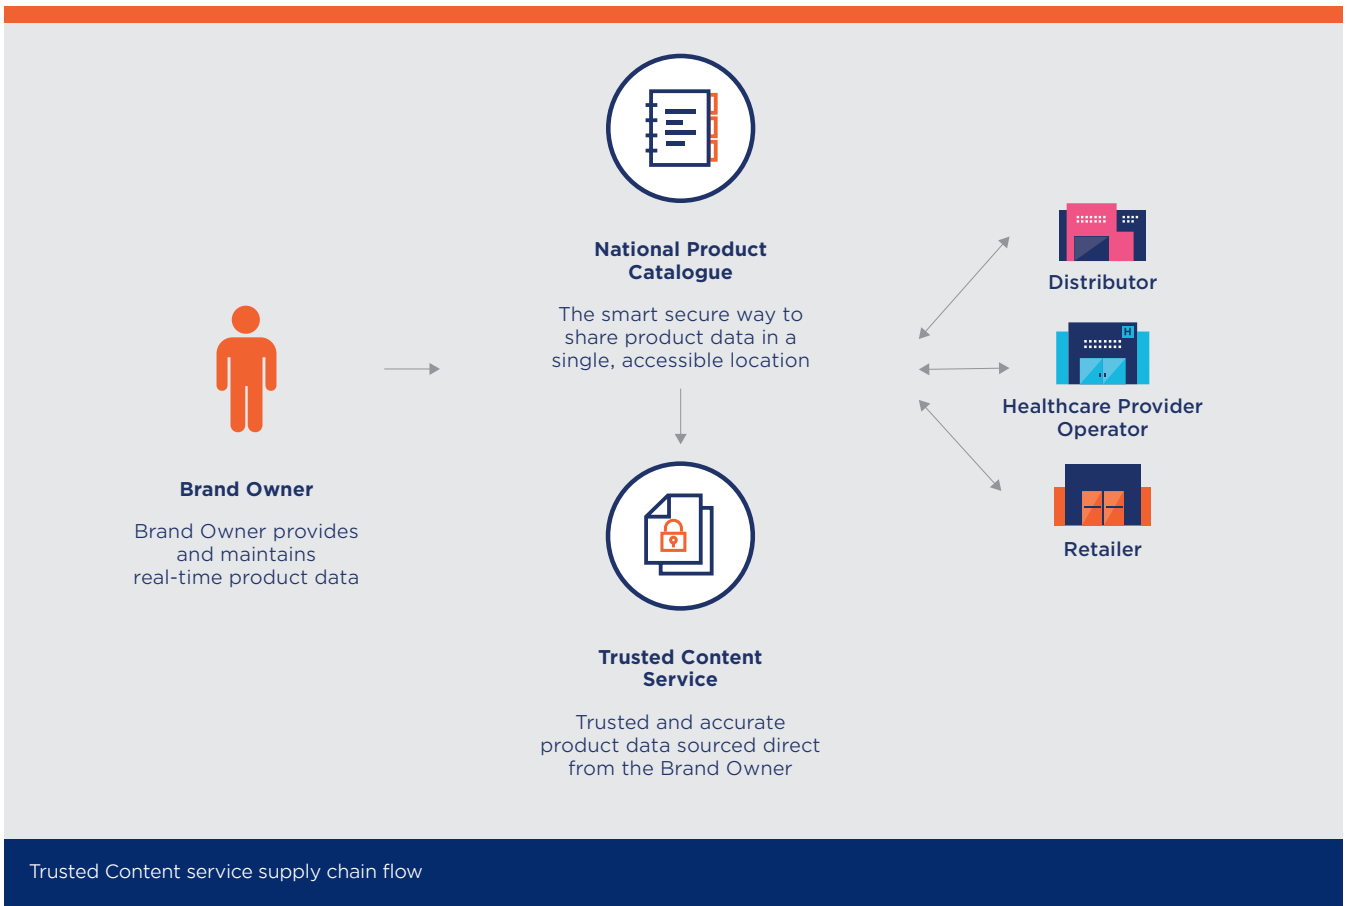 National Product
Catalogue
The smart secure way to
share product data in a
single, accessible location
Brand Owner
Brand Owner provides
and maintains
real-time product data
Trusted Content
Service
Trusted and accurate
product data sourced direct
from the Brand Owner
Distributor
H
Healthcare Provider
Operator
Retailer
Trusted Content service supply chain flow